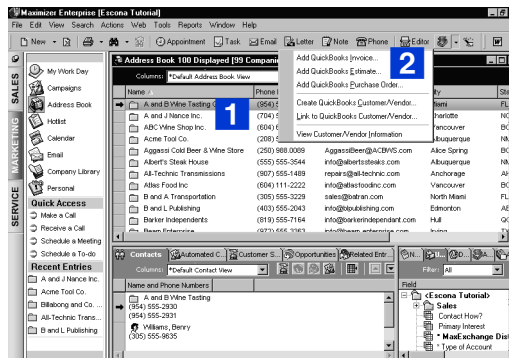 Maximizer Enterprise [Escona Tutorial]
File Edit View Search Actions Web Tools Reports Window Help
New Appointment Task Email Letter Note Phone Editor
Address Book 100 Displayed [99 Compani
Columns: *Default Address Book View
Name Phone
SALES
MARKETING
SERVICE
My Work Day
Campaigns
Address Book
Hotlist
Calendar
Email
Company Library
Personal
Quick Access
Make a Call
Receive a Call
Schedule a Meeting
Schedule a To-do
Recent Entries
A and J Nance Inc.
Acme Tool Co.
Billabong and Co. ...
All-Technic Trans...
B and L Publishing
Add QuickBooks Invoice...
Add QuickBooks Estimate...
Add QuickBooks Purchase Order...
Create QuickBooks Customer/Vendor...
Link to QuickBooks Customer/Vendor...
View Customer/Vendor Information
1
2
A and B Wine Tasting (954) Miami FL
A and J Nance Inc. (704) Charlotte NC
ABC Wine Shop Inc. (604) Vancouver BC
Acme Tool Co. (208) Albuquerque NM
Aggassi Cold Beer & Wine Store (250) 988.0089 AggassiBeer@ACBWS.com Alice Spring BC
Albert's Steak House (555) 555-3544 info@albertssteaks.com Albuquerque NM
All-Technic Transmissions (907) 555-1489 repairs@all-technic.com Anchorage
Atlas Food Inc (604) 111-2222 info@atlasfoodinc.com Vancouver BC
B and A Transportation (305) 555-3229 sales@batran.com North Miami FL
B and L Publishing (403) 555-2043 info@blpublishing.com Edmonton
Barker Independents (819) 555-7164 info@barkerindependant.com Hull
Beam Enterprise (972) 555-3362 info@beam enterprise.com Irving
Contacts Automated C... Customer S... Opportunities Related Entr...
Columns: *Default Contact View
Name and Phone Numbers
A and B Wine Tasting
(954) 555-2930
(954) 555-2931
Williams, Benry
(305) 555-9635
N... U... D... A...
Filter: All
Field
<Escona Tutorial>
Sales
Contact How?
Primary Interest
* MaxExchange Dis
* Type of Account